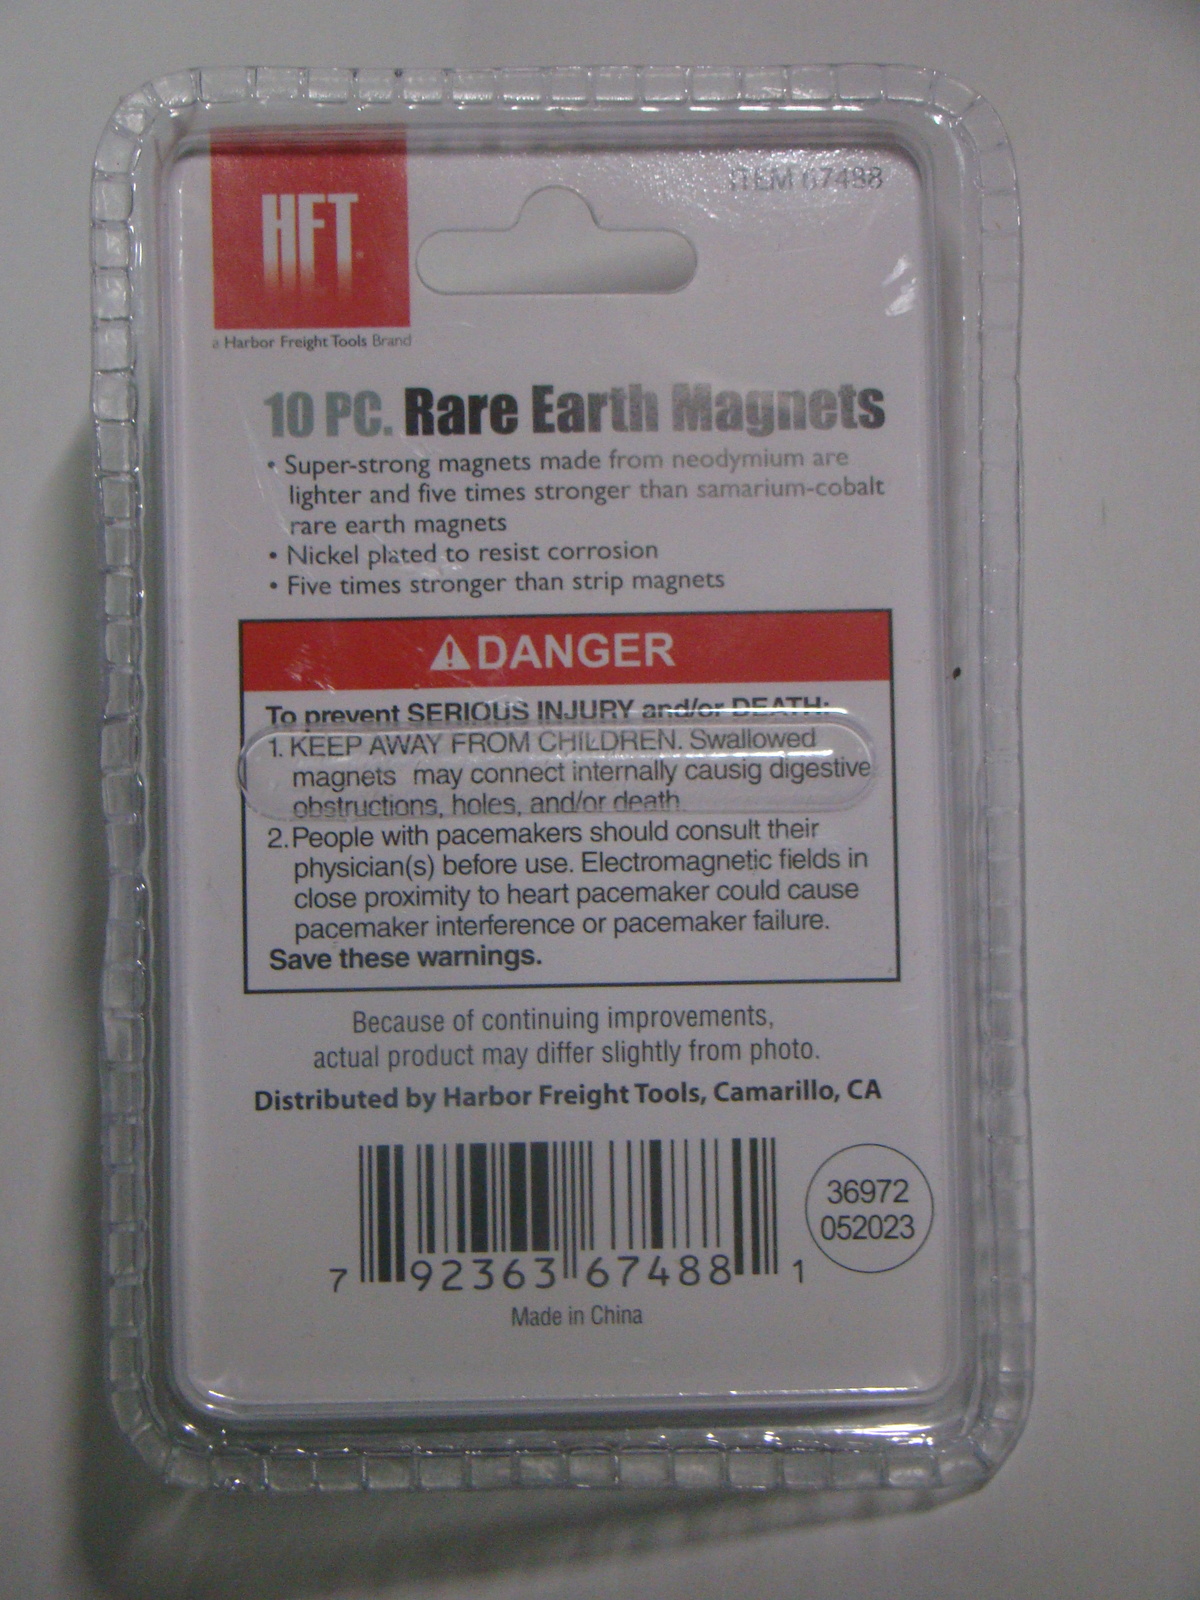 HFT
a Harbor Freight Tools Brand
ITEM 67488
10 PC. Rare Earth Magnets
• Super-strong magnets made from neodymium are
lighter and five times stronger than samarium-cobalt
rare earth magnets
• Nickel plated to resist corrosion
• Five times stronger than strip magnets
DANGER
To prevent SERIOUS INJURY and/or DEATH:
1. KEEP AWAY FROM CHILDREN. Swallowed
magnets may connect internally causig digestive
obstructions, holes, and/or death.
2. People with pacemakers should consult their
physician(s) before use. Electromagnetic fields in
close proximity to heart pacemaker could cause
pacemaker interference or pacemaker failure.
Save these warnings.
Because of continuing improvements,
actual product may differ slightly from photo.
Distributed by Harbor Freight Tools, Camarillo, CA
36972
052023
7 92363 67488 1
Made in China